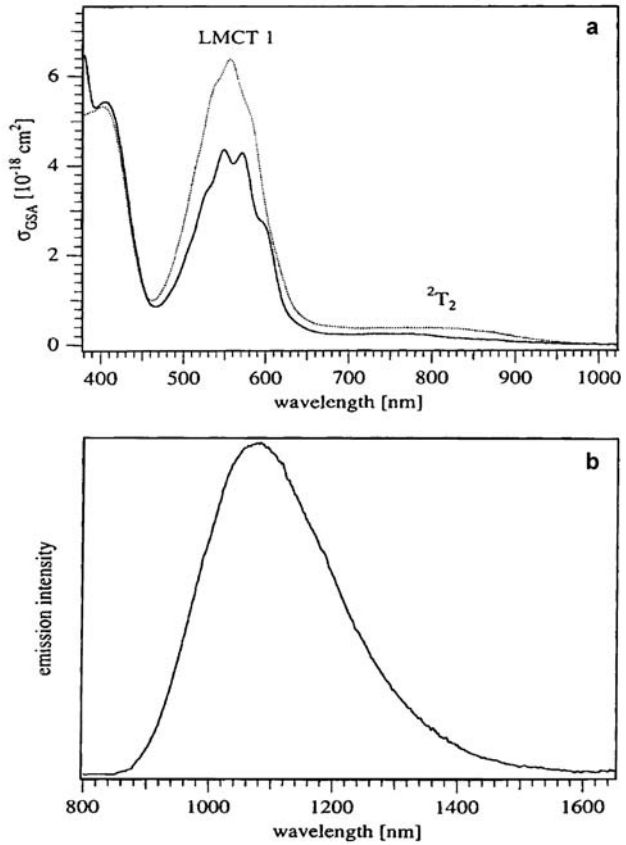 a
LMCT 1
6
4
2
0
σGSA [10⁻¹⁸ cm²]
²T₂
400 500 600 700 800 900 1000
wavelength [nm]
b
emission intensity
800 1000 1200 1400 1600
wavelength [nm]